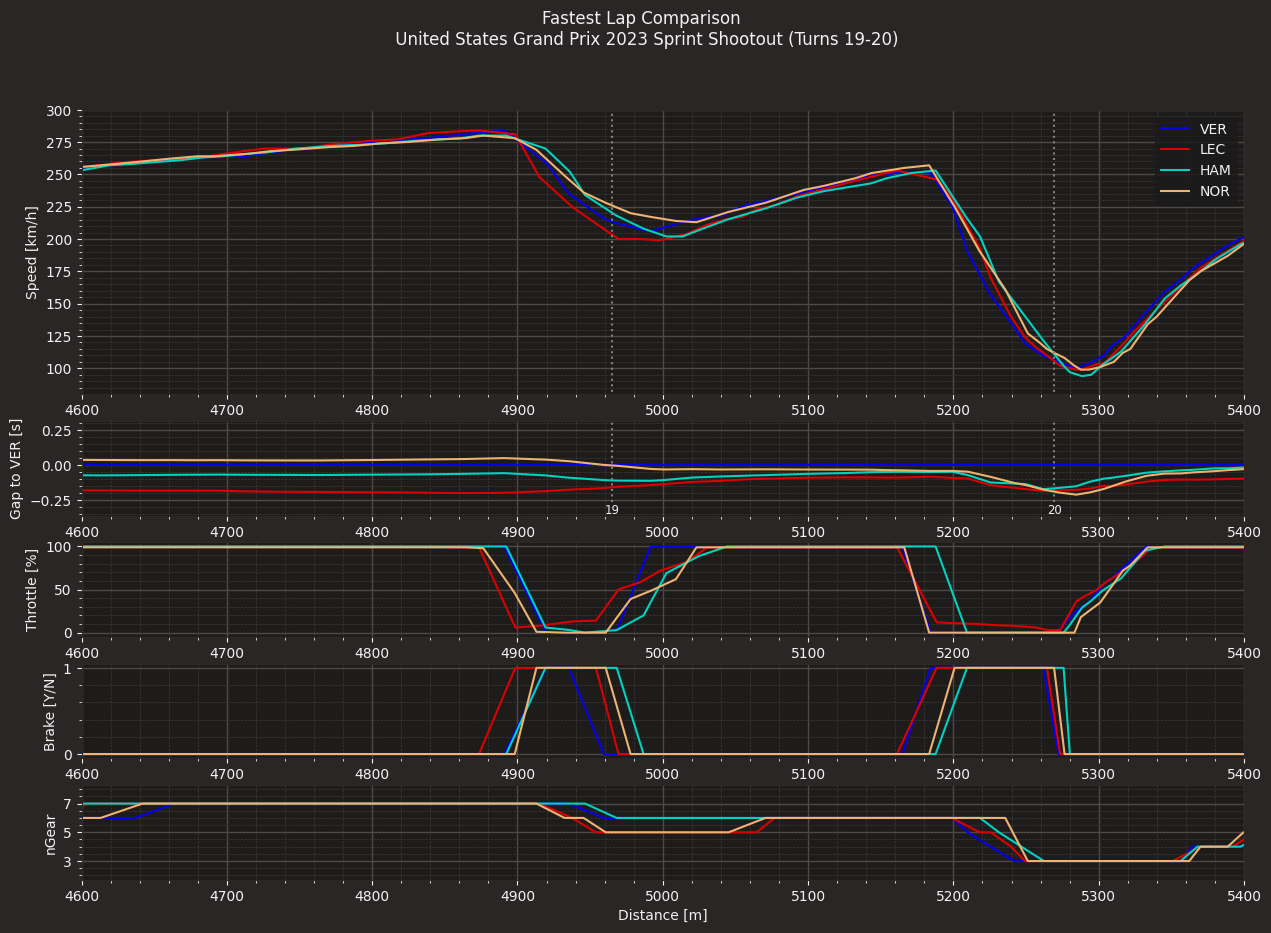 Fastest Lap Comparison
United States Grand Prix 2023 Sprint Shootout (Turns 19-20)
300
275
250
225
200
175
150
125
100
Speed [km/h]
VER
LEC
HAM
NOR
4600 4700 4800 4900 5000 5100 5200 5300 5400
0.25
0.00
−0.25
Gap to VER [s]
19 20
4600 4700 4800 4900 5000 5100 5200 5300 5400
100
50
0
Throttle [%]
4600 4700 4800 4900 5000 5100 5200 5300 5400
1
0
Brake [Y/N]
4600 4700 4800 4900 5000 5100 5200 5300 5400
7
5
3
nGear
4600 4700 4800 4900 5000 5100 5200 5300 5400
Distance [m]